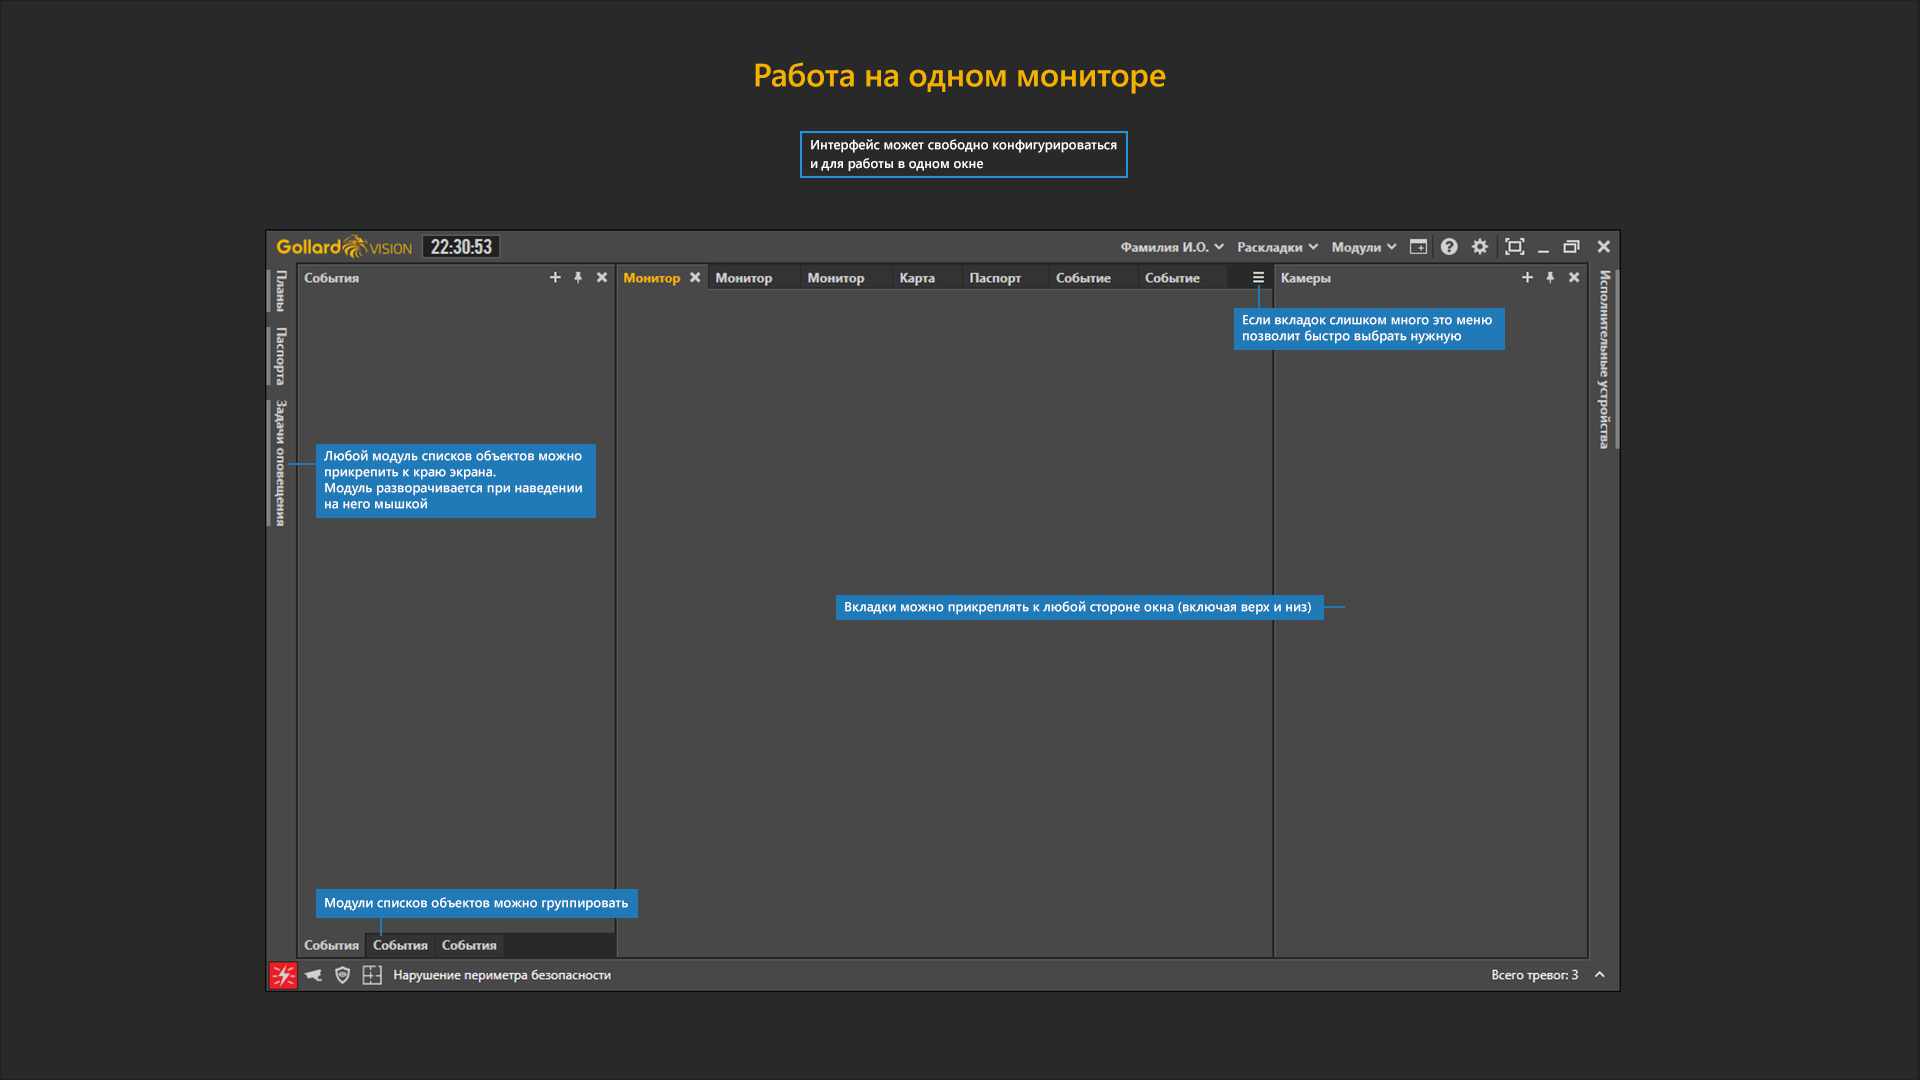 Работа на одном мониторе
Интерфейс может свободно конфигурироваться
и для работы в одном окне
Gollard VISION 22:30:53
Фамилия И.О. Раскладки Модули
Планы
Паспорта
Задачи оповещения
События
Монитор Монитор Монитор Карта Паспорт Событие Событие
Камеры
Исполнительные устройства
Если вкладок слишком много это меню
позволит быстро выбрать нужную
Любой модуль списков объектов можно
прикрепить к краю экрана.
Модуль разворачивается при наведении
на него мышкой
Вкладки можно прикреплять к любой стороне окна (включая верх и низ)
Модули списков объектов можно группировать
События События События
Нарушение периметра безопасности
Всего тревог: 3